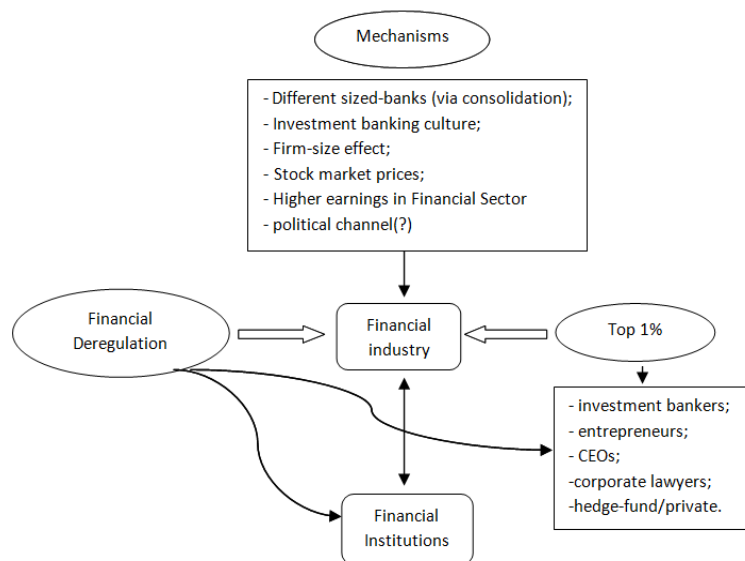 Mechanisms
- Different sized-banks (via consolidation);
- Investment banking culture;
- Firm-size effect;
- Stock market prices;
- Higher earnings in Financial Sector
- political channel(?)
Financial
Deregulation
Financial
industry
Top 1%
- investment bankers;
- entrepreneurs;
- CEOs;
-corporate lawyers;
-hedge-fund/private.
Financial
Institutions